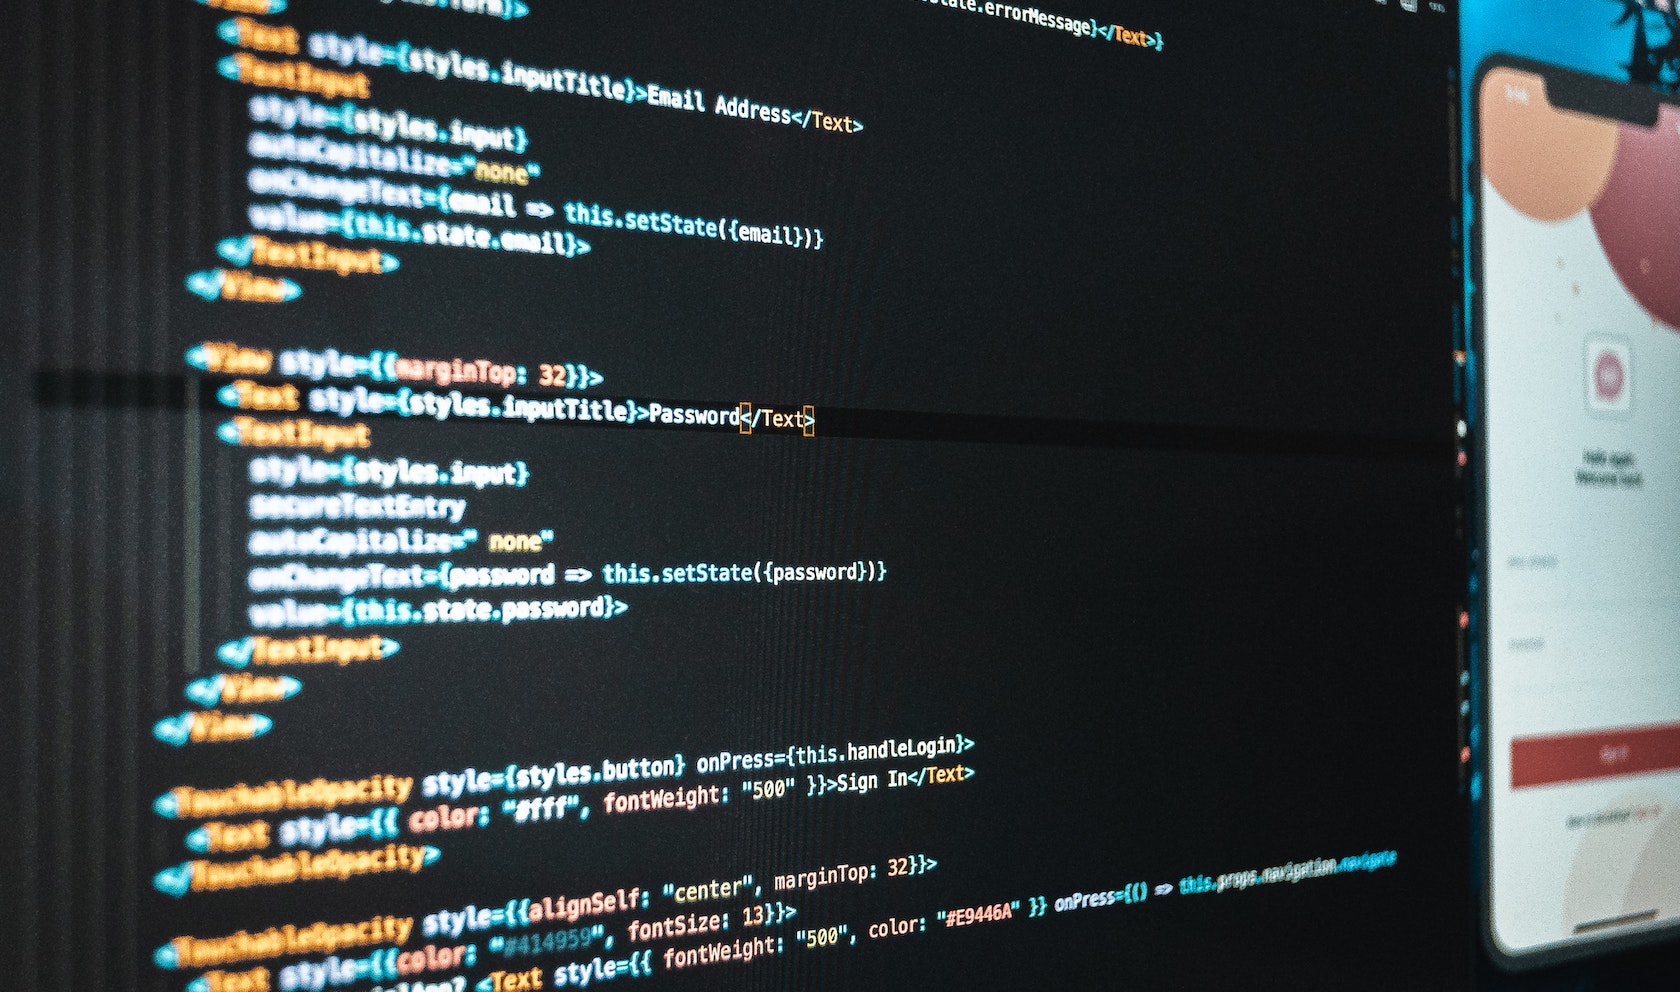 .errorMessage}</Text>}
<Text style={styles.inputTitle}>Email Address</Text>
<TextInput
style={styles.input}
autoCapitalize="none"
onChangeText={email => this.setState({email})}
value={this.state.email}>
</TextInput>
</View>
<View style={{marginTop: 32}}>
<Text style={styles.inputTitle}>Password</Text>
<TextInput
style={styles.input}
secureTextEntry
autoCapitalize=" none"
onChangeText={password => this.setState({password})}
value={this.state.password}>
</TextInput>
</View>
</View>
<TouchableOpacity style={styles.button} onPress={this.handleLogin}>
<Text style={{ color: "#fff", fontWeight: "500" }}>Sign In</Text>
</TouchableOpacity>
<TouchableOpacity style={{alignSelf: "center", marginTop: 32}}>
<Text style={{color: "#414959", fontSize: 13}}>
<Text style={{ fontWeight: "500", color: "#E9446A" }} onPress={() => this.props.navigation.navigate